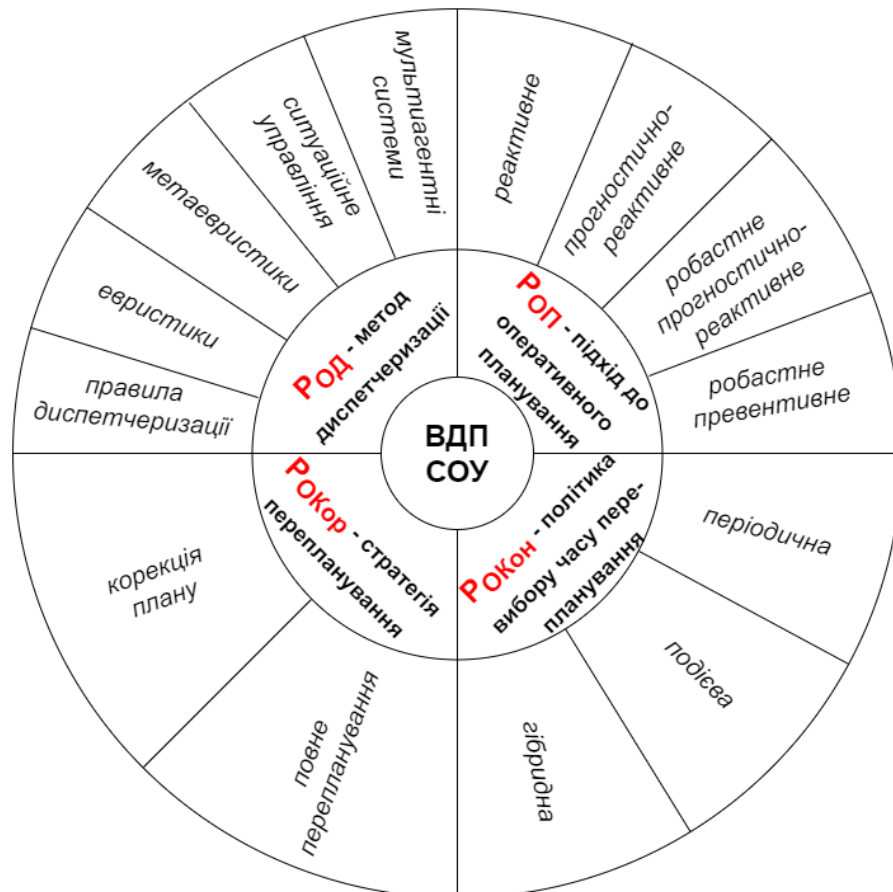 мультиагентні
системи
ситуаційне
управління
метаевристики
евристики
правила
диспетчеризації
реактивне
прогностично-
реактивне
робастне
прогностично-
реактивне
робастне
превентивне
РОД - метод
диспетчеризації
РОП - підхід до
оперативного
планування
ВДП
СОУ
РОКор - стратегія
перепланування
РОКон - політика
вибору часу пере-
планування
корекція
плану
повне
перепланування
гібридна
подієва
періодична